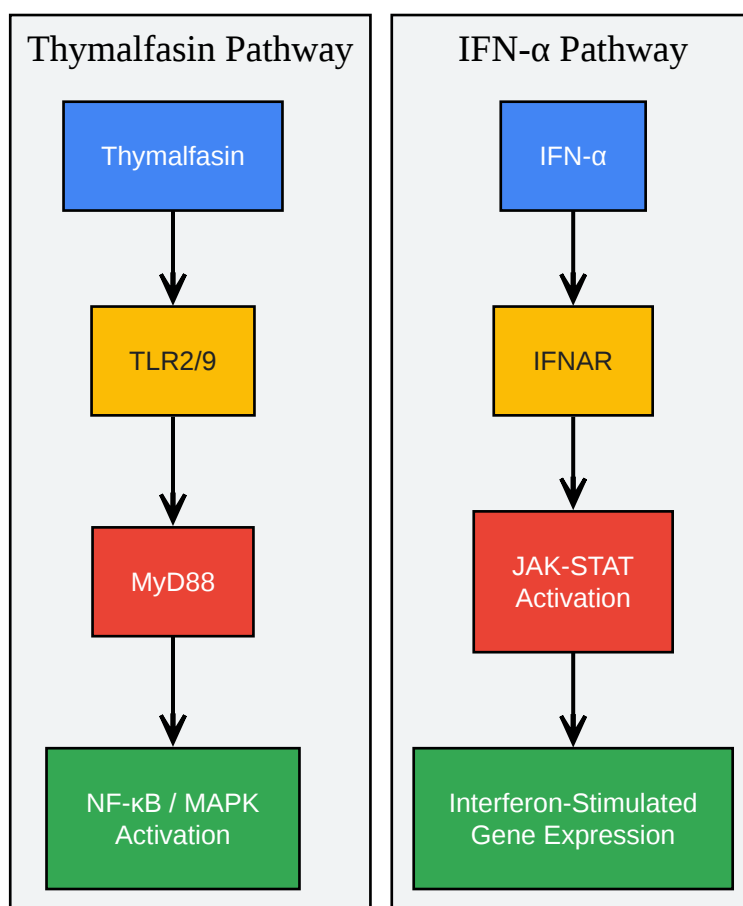 Thymalfasin Pathway
Thymalfasin
TLR2/9
MyD88
NF-κB / MAPK
Activation
IFN-α Pathway
IFN-α
IFNAR
JAK-STAT
Activation
Interferon-Stimulated
Gene Expression